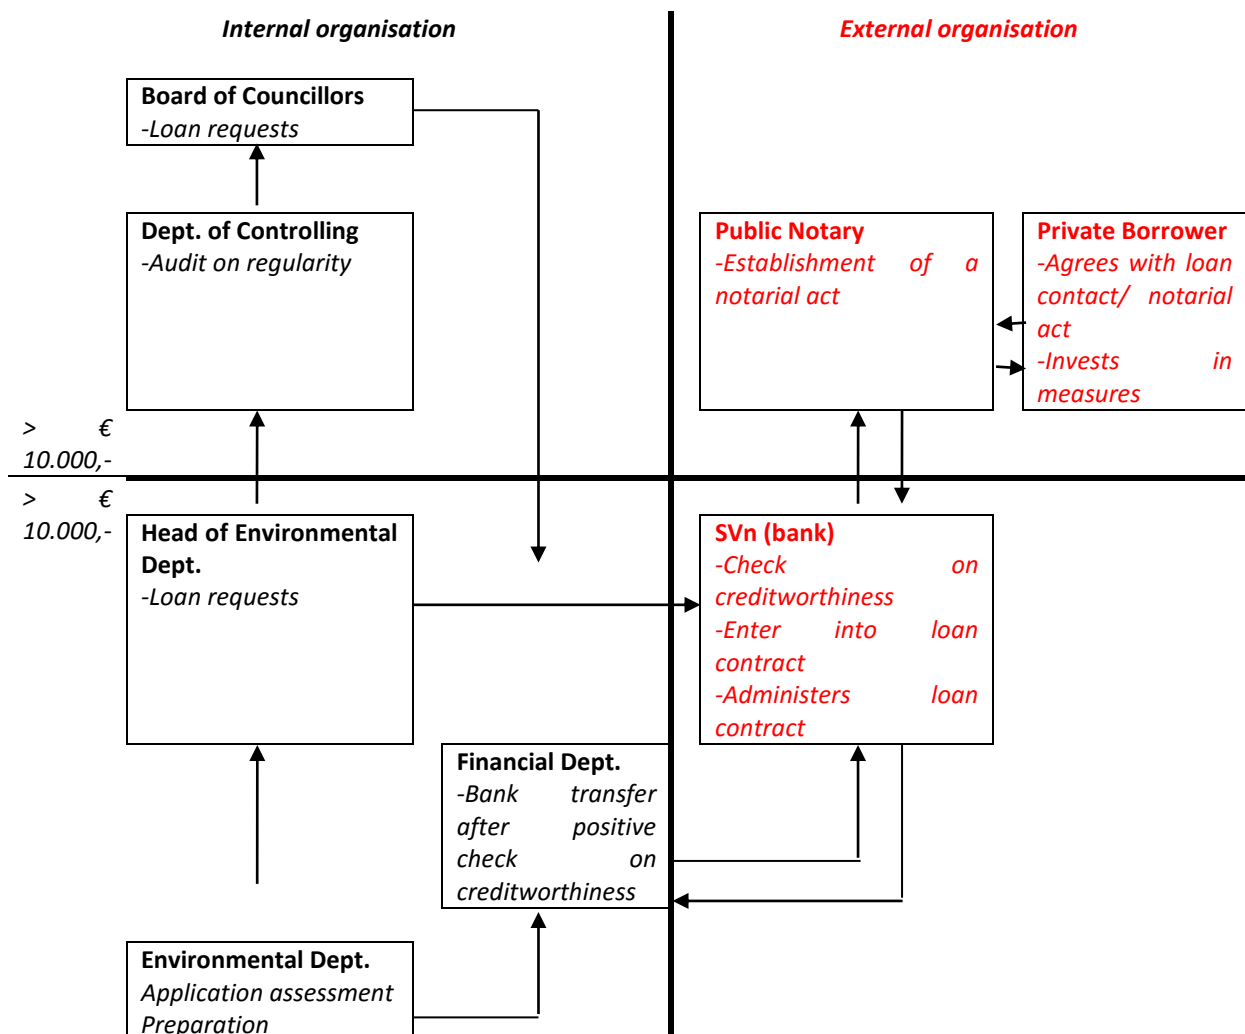 Internal organisation
External organisation
Board of Councillors
-Loan requests
Dept. of Controlling
-Audit on regularity
Public Notary
-Establishment of a
notarial act
Private Borrower
-Agrees with loan
contact/ notarial
act
-Invests in
measures
> €
10.000,-
> €
10.000,-
Head of Environmental
Dept.
-Loan requests
SVn (bank)
-Check on
creditworthiness
-Enter into loan
contract
-Administers loan
contract
Financial Dept.
-Bank transfer
after positive
check on
creditworthiness
Environmental Dept.
Application assessment
Preparation